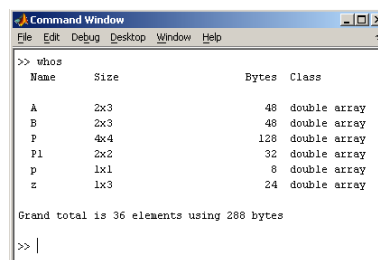 Command Window
File Edit Debug Desktop Window Help
>> whos
Name Size Bytes Class
A 2x3 48 double array
B 2x3 48 double array
P 4x4 128 double array
P1 2x2 32 double array
p 1x1 8 double array
z 1x3 24 double array
Grand total is 36 elements using 288 bytes
>>